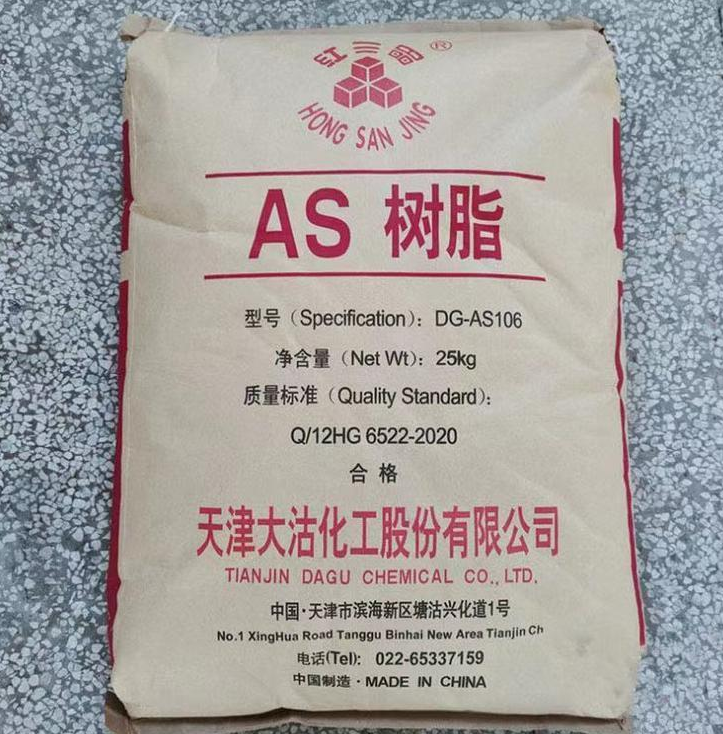 红三晶®
HONG SAN JING
AS 树脂
型号（Specification）：DG-AS106
净含量（Net Wt）：25kg
质量标准（Quality Standard）：
Q/12HG 6522-2020
合 格
天津大沽化工股份有限公司
TIANJIN DAGU CHEMICAL CO., LTD.
中国·天津市滨海新区塘沽兴化道1号
No.1 XingHua Road Tanggu Binhai New Area Tianjin Ch
电话(Tel): 022-65337159
中国制造·MADE IN CHINA